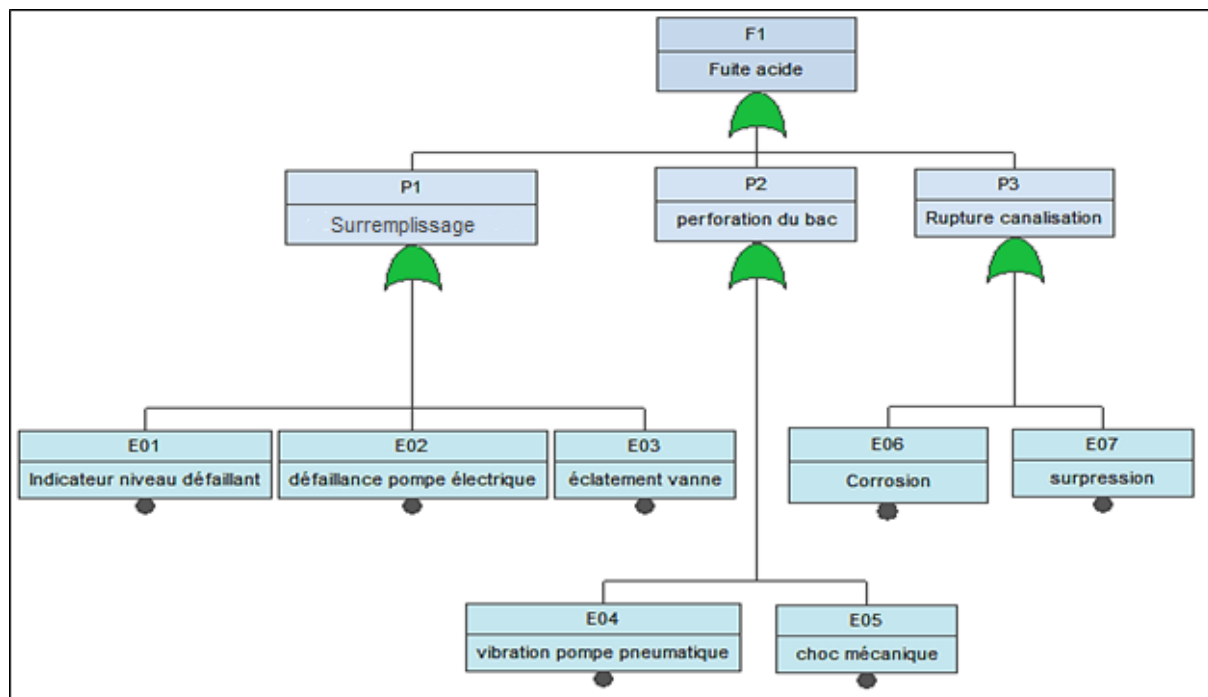 F1
Fuite acide
P1
Surremplissage
P2
perforation du bac
P3
Rupture canalisation
E01
Indicateur niveau défaillant
E02
défaillance pompe électrique
E03
éclatement vanne
E06
Corrosion
E07
surpression
E04
vibration pompe pneumatique
E05
choc mécanique